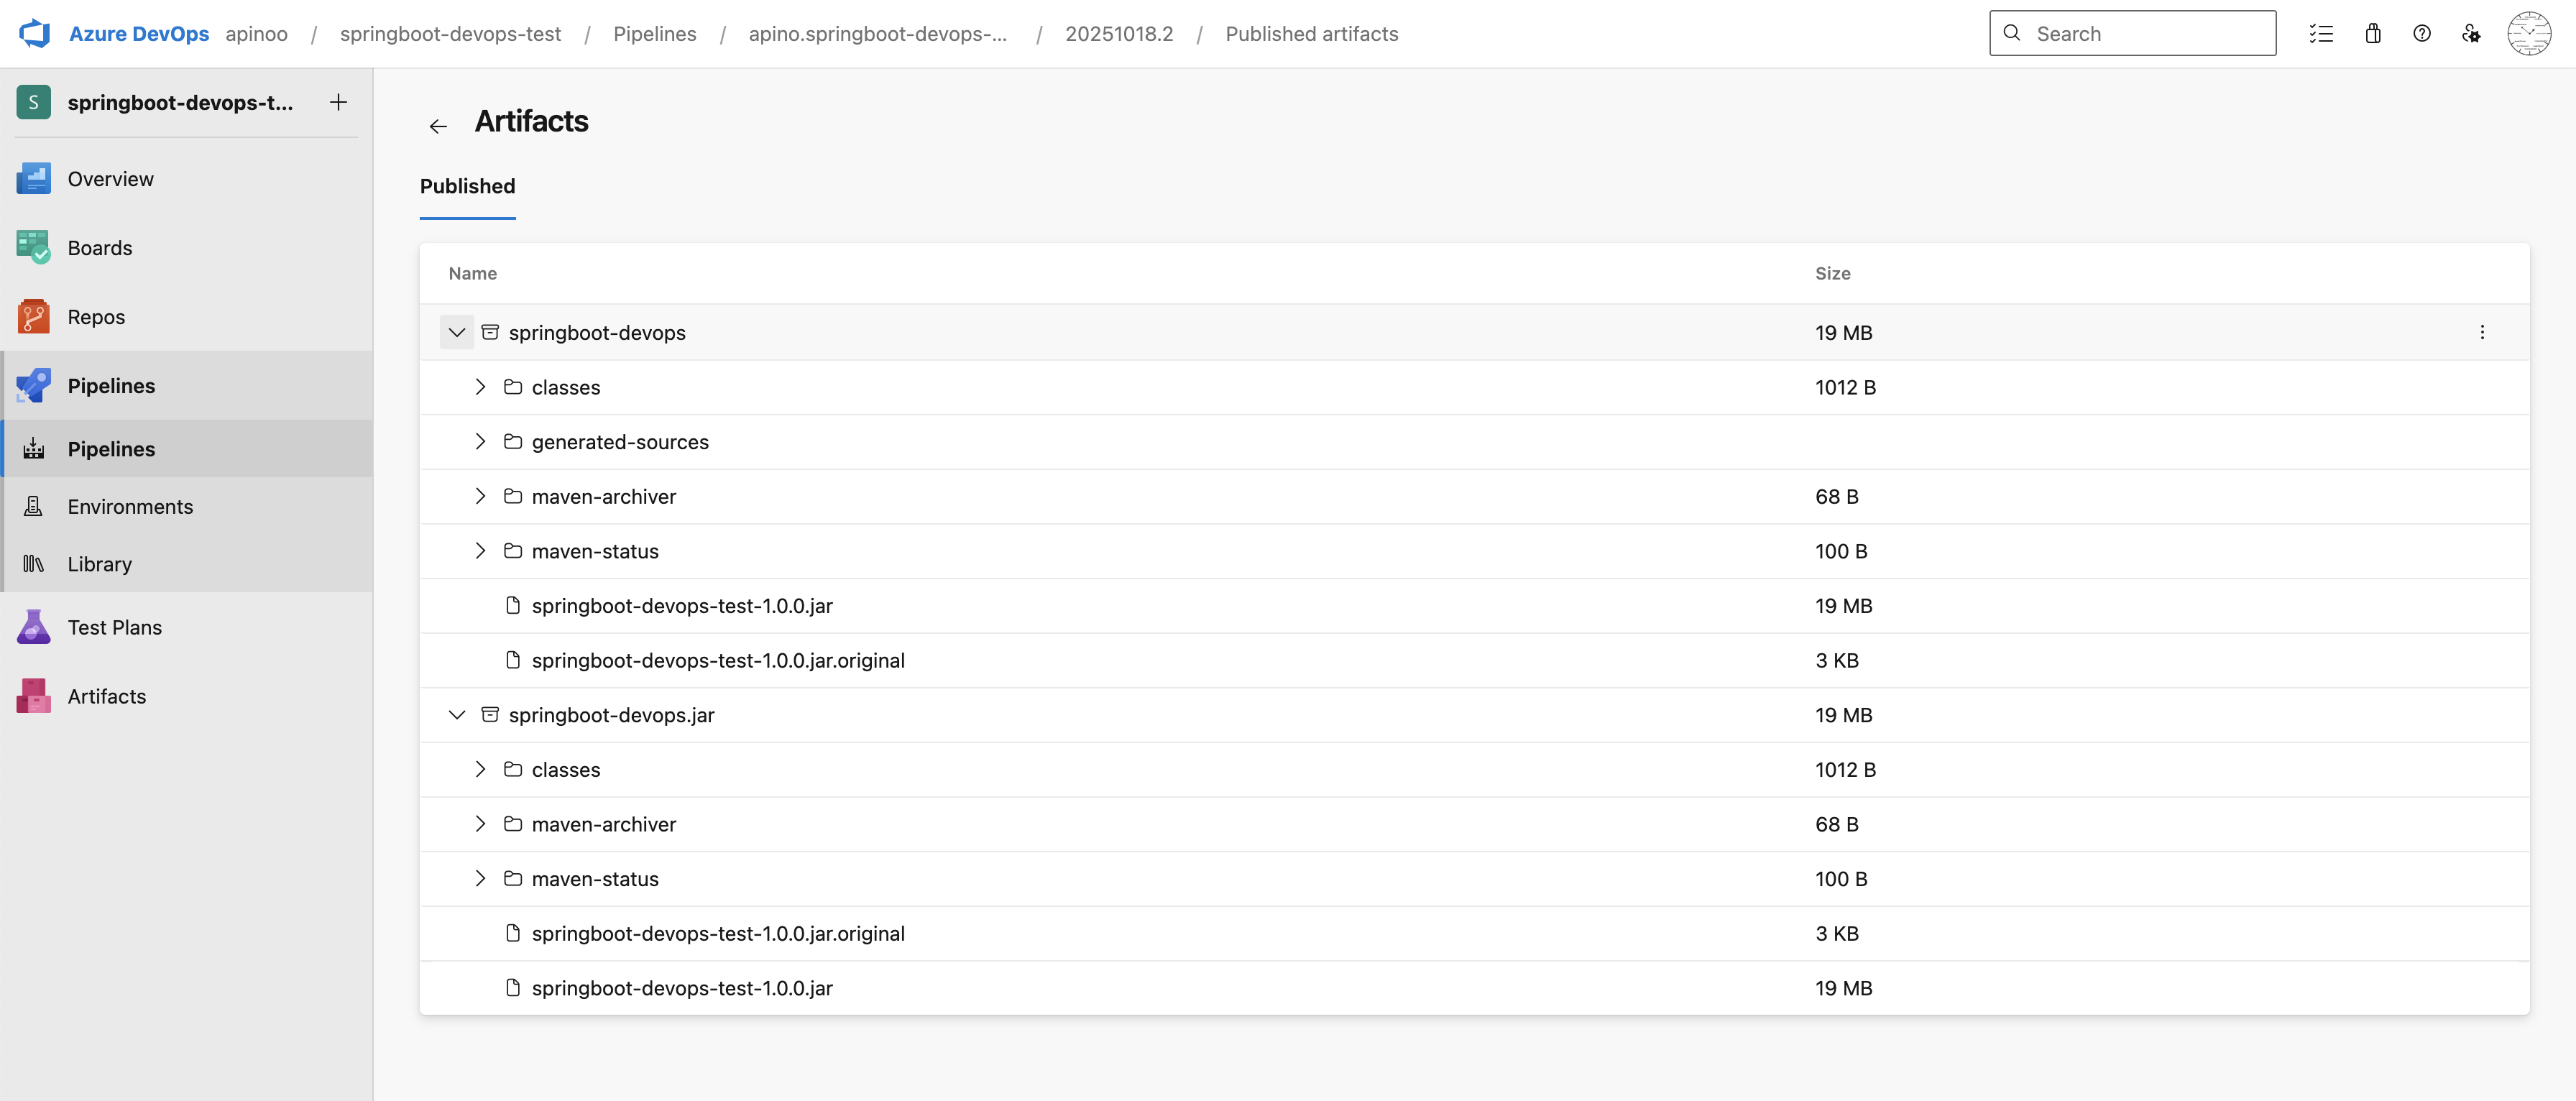 Azure DevOps apinoo / springboot-devops-test / Pipelines / apino.springboot-devops-... / 20251018.2 / Published artifacts
Search
S springboot-devops-t...
Overview
Boards
Repos
Pipelines
Pipelines
Environments
Library
Test Plans
Artifacts
Artifacts
Published
Name Size
springboot-devops 19 MB
classes 1012 B
generated-sources
maven-archiver 68 B
maven-status 100 B
springboot-devops-test-1.0.0.jar 19 MB
springboot-devops-test-1.0.0.jar.original 3 KB
springboot-devops.jar 19 MB
classes 1012 B
maven-archiver 68 B
maven-status 100 B
springboot-devops-test-1.0.0.jar.original 3 KB
springboot-devops-test-1.0.0.jar 19 MB